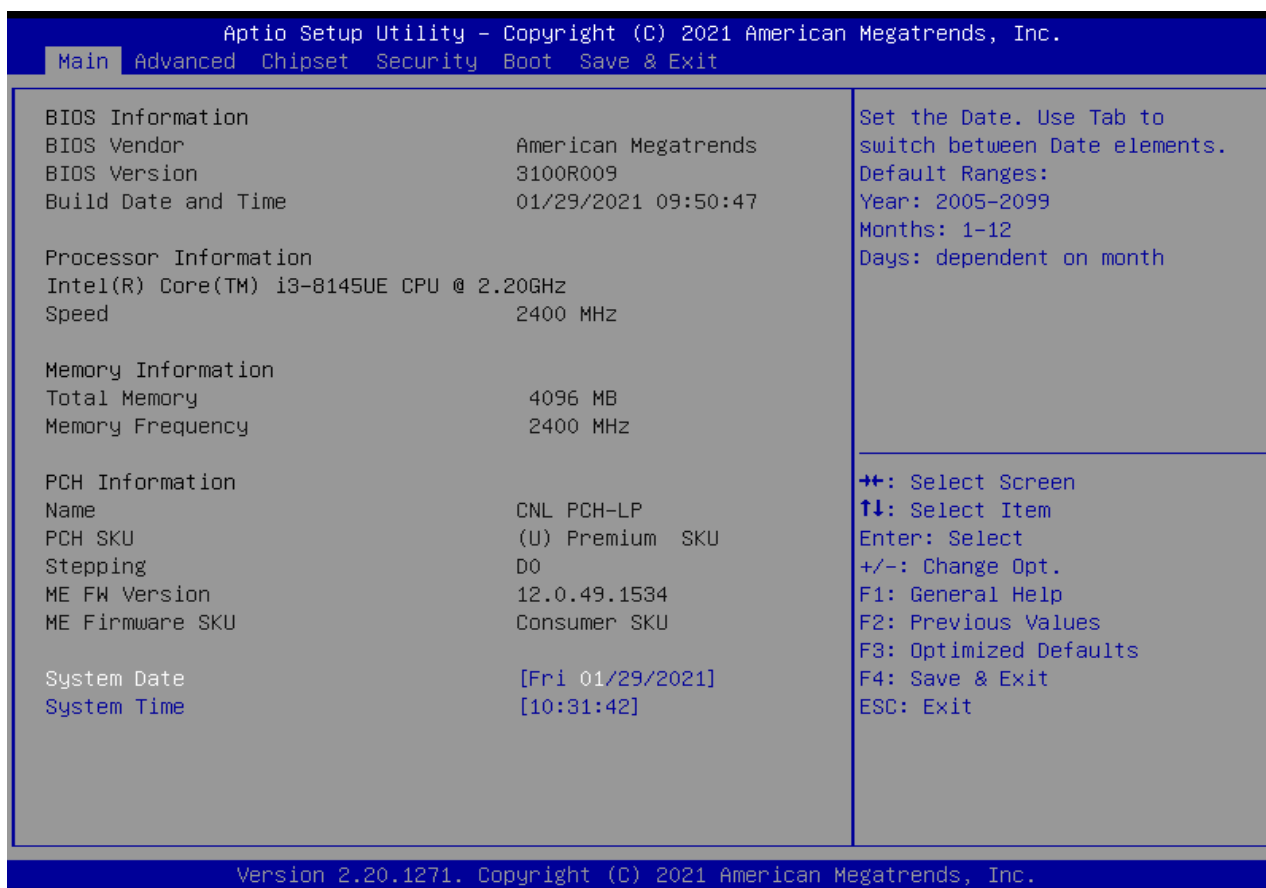 Aptio Setup Utility – Copyright (C) 2021 American Megatrends, Inc.
Main Advanced Chipset Security Boot Save & Exit
BIOS Information
BIOS Vendor American Megatrends
BIOS Version 3100R009
Build Date and Time 01/29/2021 09:50:47
Processor Information
Intel(R) Core(TM) i3-8145UE CPU @ 2.20GHz
Speed 2400 MHz
Memory Information
Total Memory 4096 MB
Memory Frequency 2400 MHz
PCH Information
Name CNL PCH-LP
PCH SKU (U) Premium SKU
Stepping D0
ME FW Version 12.0.49.1534
ME Firmware SKU Consumer SKU
System Date [Fri 01/29/2021]
System Time [10:31:42]
Set the Date. Use Tab to
switch between Date elements.
Default Ranges:
Year: 2005-2099
Months: 1-12
Days: dependent on month
→←: Select Screen
↑↓: Select Item
Enter: Select
+/-: Change Opt.
F1: General Help
F2: Previous Values
F3: Optimized Defaults
F4: Save & Exit
ESC: Exit
Version 2.20.1271. Copyright (C) 2021 American Megatrends, Inc.